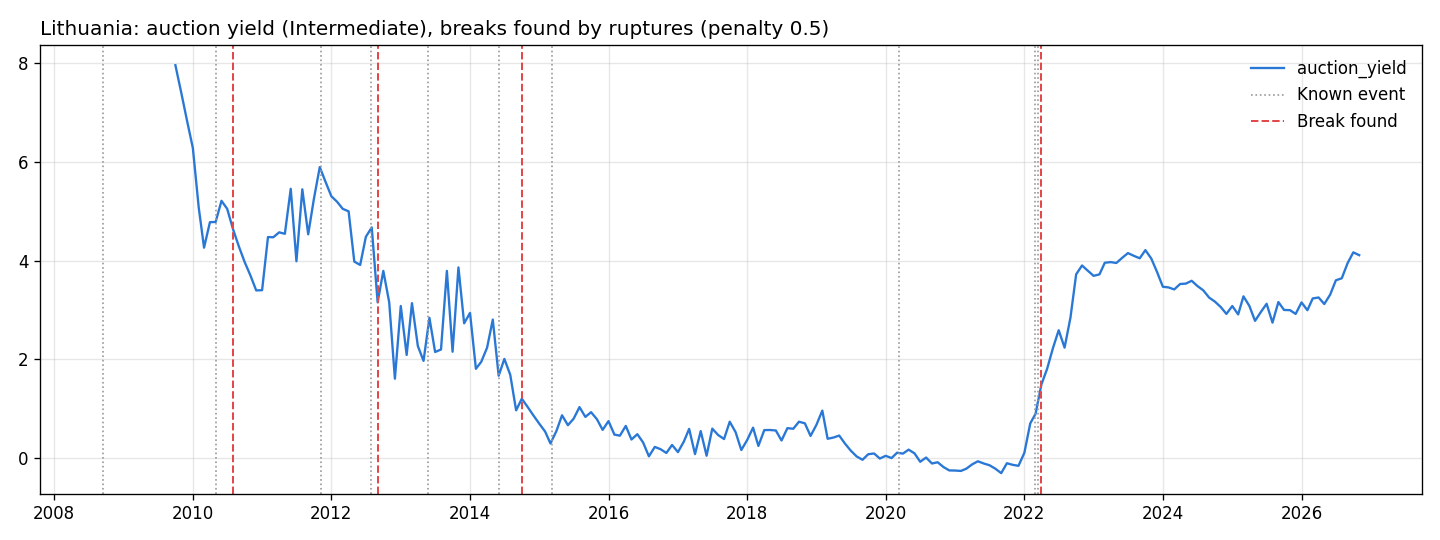 Lithuania: auction yield (Intermediate), breaks found by ruptures (penalty 0.5)
auction_yield
Known event
Break found
8
6
4
2
0
2008 2010 2012 2014 2016 2018 2020 2022 2024 2026